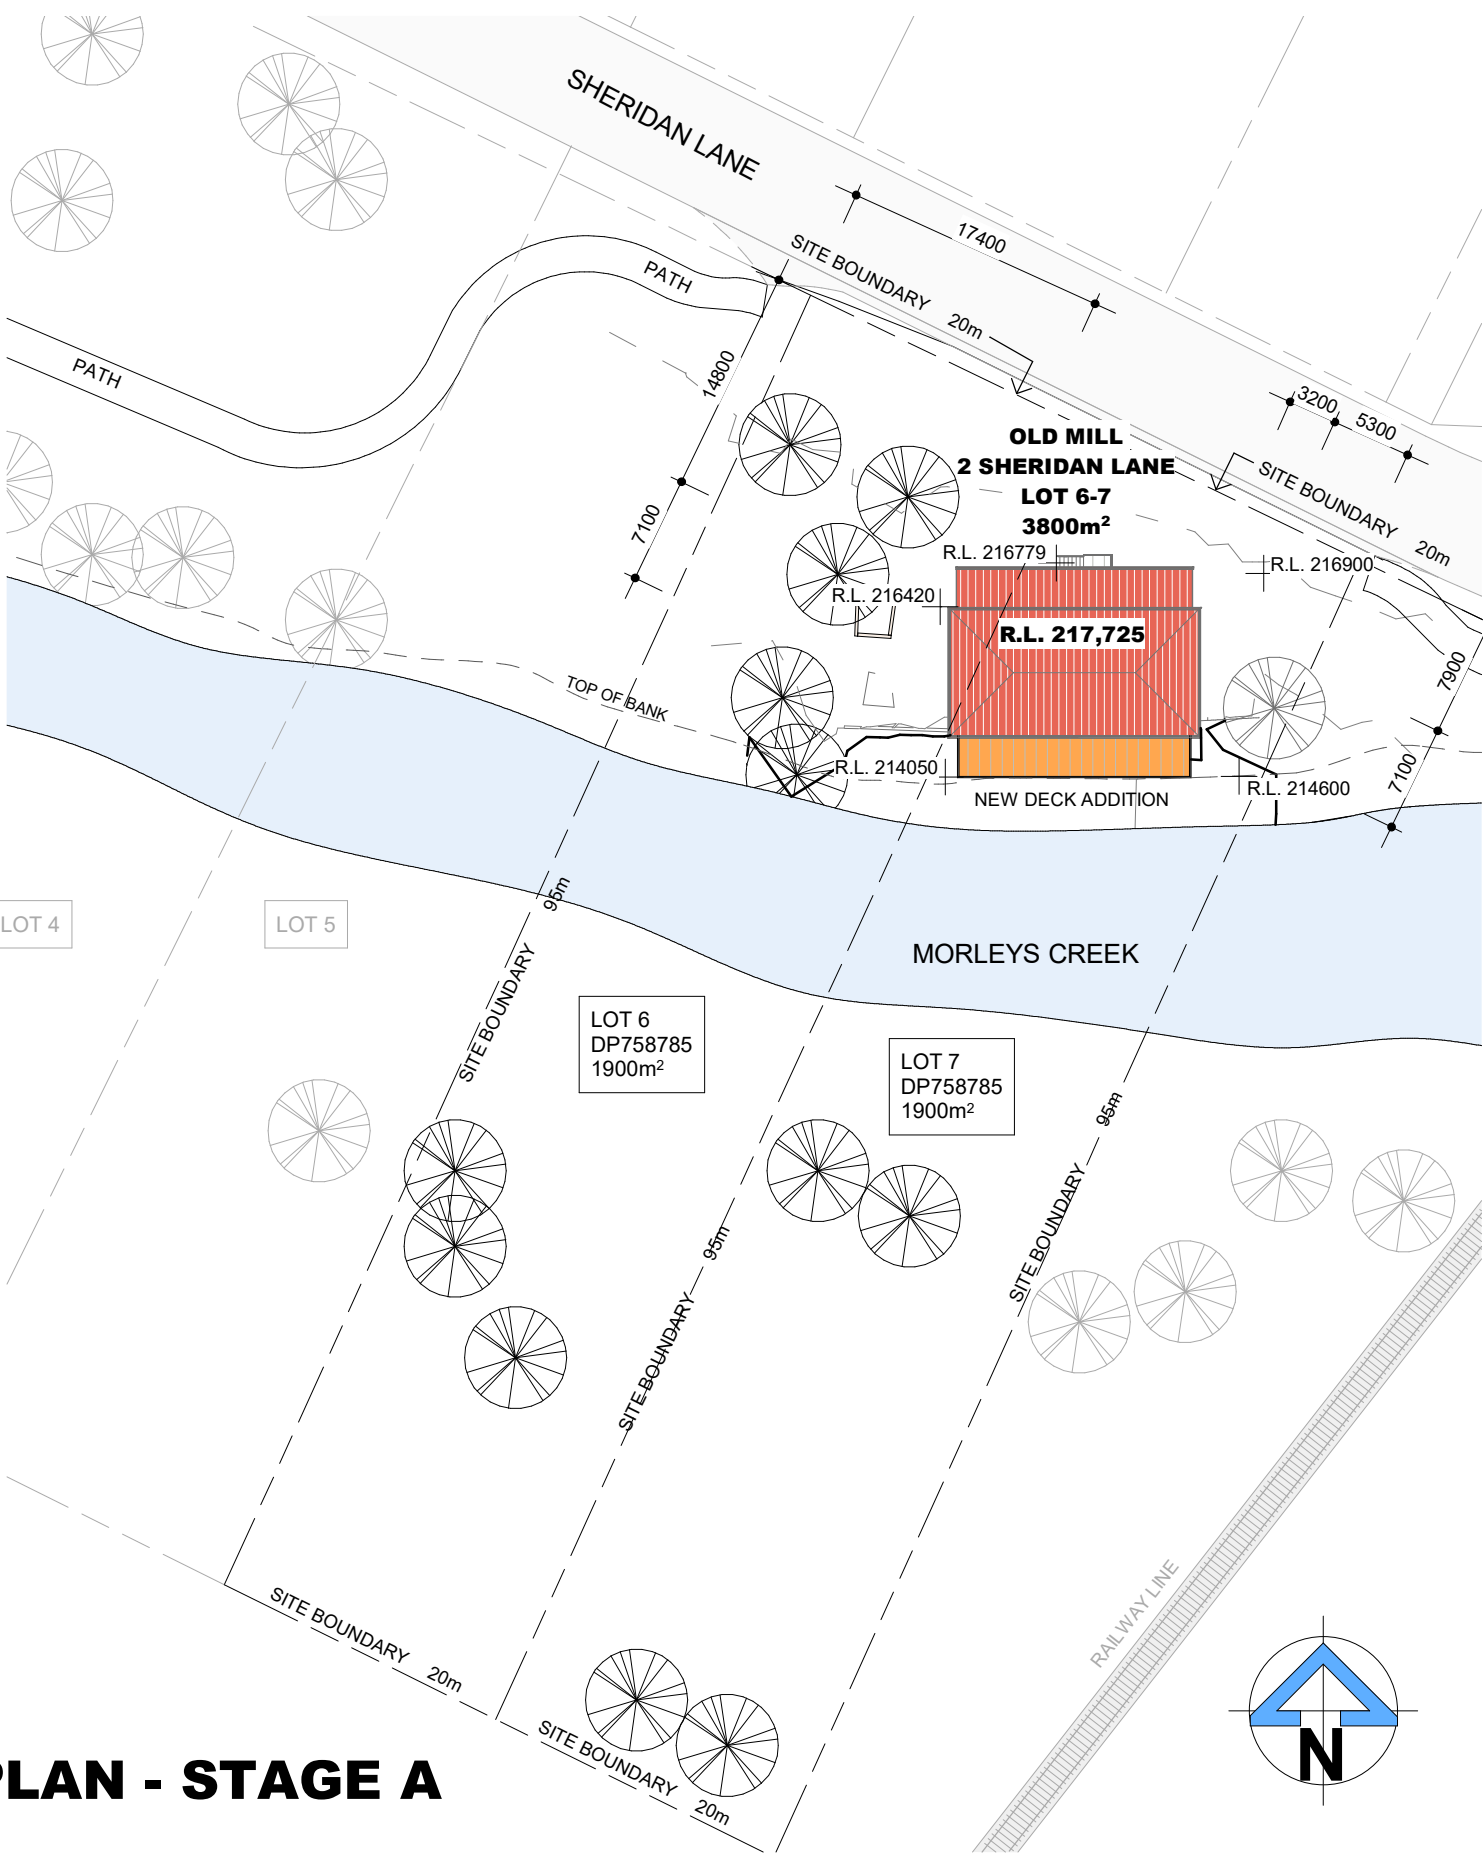 SHERIDAN LANE
17400
SITE BOUNDARY 20m
PATH
PATH
14800
3200
5300
OLD MILL
2 SHERIDAN LANE
LOT 6-7
3800m²
SITE BOUNDARY 20m
7100
R.L. 216779
R.L. 216900
R.L. 216420
R.L. 217,725
7900
TOP OF BANK
R.L. 214050
R.L. 214600
7100
NEW DECK ADDITION
LOT 4
LOT 5
95m
SITE BOUNDARY
MORLEYS CREEK
LOT 6
DP758785
1900m²
LOT 7
DP758785
1900m²
95m
SITE BOUNDARY
95m
SITE BOUNDARY
RAILWAY LINE
SITE BOUNDARY 20m
SITE BOUNDARY 20m
PLAN - STAGE A
N